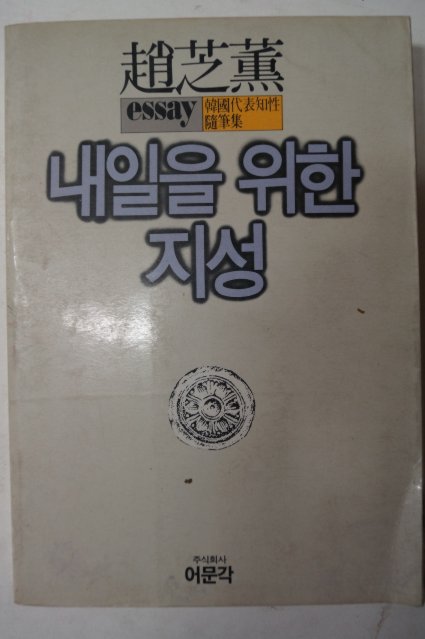 趙芝薰
essay 韓國代表知性
隨筆集
내일을 위한
지성
주식회사
어문각